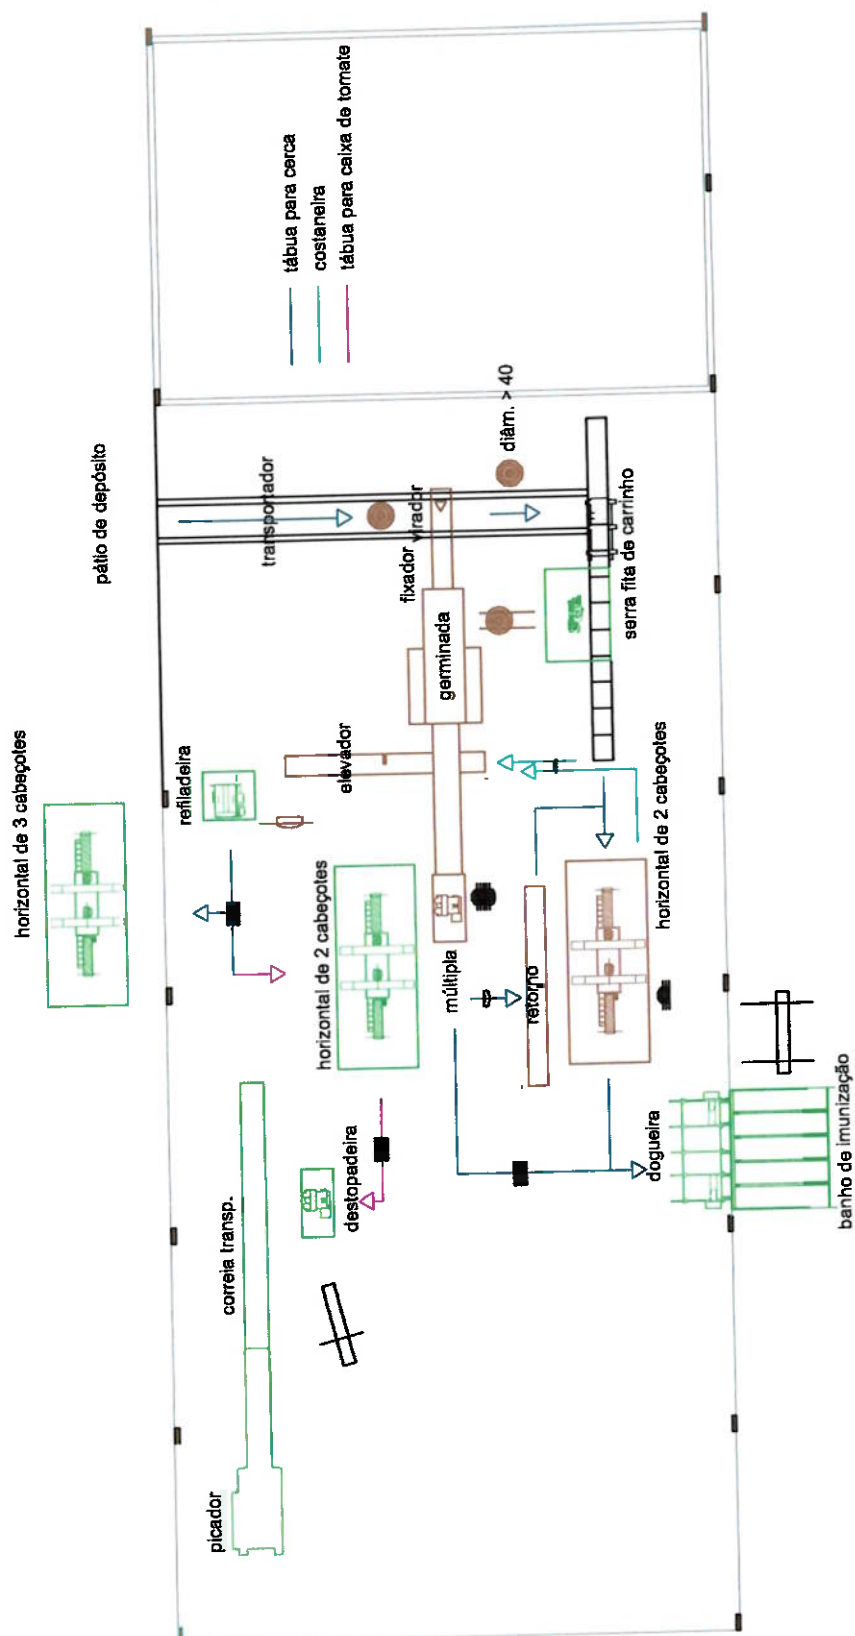 tábua para cerca
costaneira
tábua para caixa de tomate
pátio de depósito
transportador
diâm. > 40
fixador
virador
germinada
serra fita de carrinho
elevador
refiladeira
horizontal de 3 cabeçotes
horizontal de 2 cabeçotes
múltipla
retorno
horizontal de 2 cabeçotes
correia transp.
destopadeira
dogueira
banho de imunização
picador